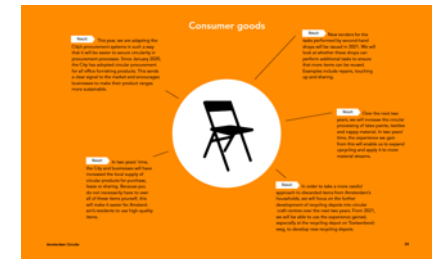 Consumer goods
Result This year, we are adapting the
City's procurement systems in such a way
that it will be easier to ensure circularity in
procurement processes. Since January 2020,
the City has adopted circular procurement
for all office furnishing products. This sends
a clear signal to the market and encourages
businesses to make their product ranges
more sustainable.
Result New tenders for the
tasks performed by second-hand
shops will be issued in 2021. We will
look at whether these shops can
perform additional tasks to ensure
that more items can be reused.
Examples include repairs, touching
up and sharing.
Result Over the next two
years, we will increase the circular
processing of latex paints, textiles
and nappy material. In two years'
time, the experience we gain
from this will enable us to expand
upcycling and apply it to more
material streams.
Result In two years' time,
the City and businesses will have
increased the local supply of
circular products for purchase,
lease or sharing. Because you
do not necessarily have to own
all of these items yourself, this
will make it easier for Amsterd-
am's residents to use high quality
items.
Result In order to take a more careful
approach to discarded items from Amsterdam's
households, we will focus on the further
development of recycling depots into circular
craft centres over the next two years. From 2021,
we will be able to use the experience gained,
especially at the recycling depot on
weg, to develop new recycling depots.
Amsterdam Circular